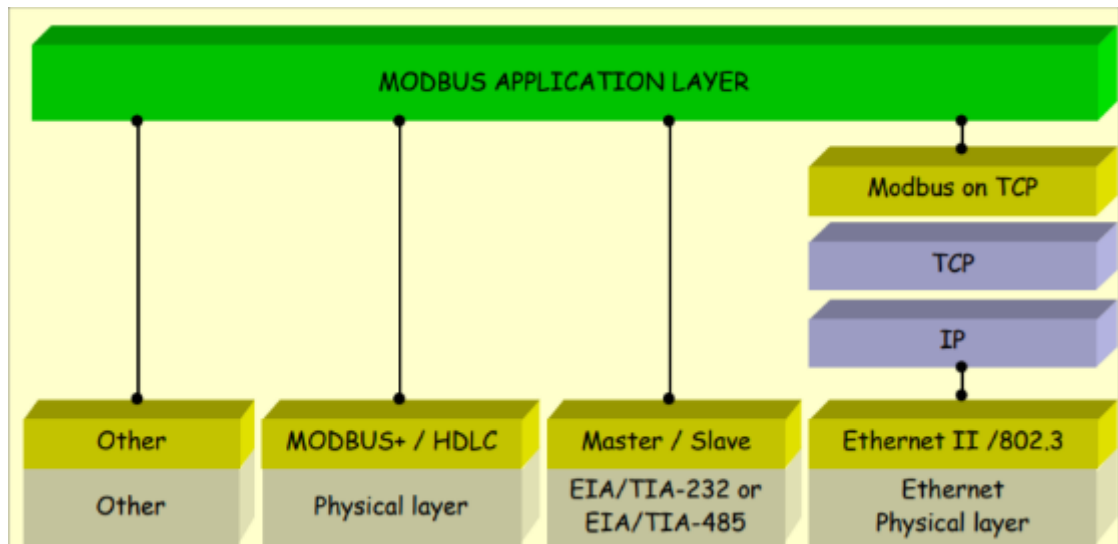 MODBUS APPLICATION LAYER
Modbus on TCP
TCP
IP
Other
MODBUS+ / HDLC
Master / Slave
Ethernet II /802.3
Other
Physical layer
EIA/TIA-232 or
EIA/TIA-485
Ethernet
Physical layer